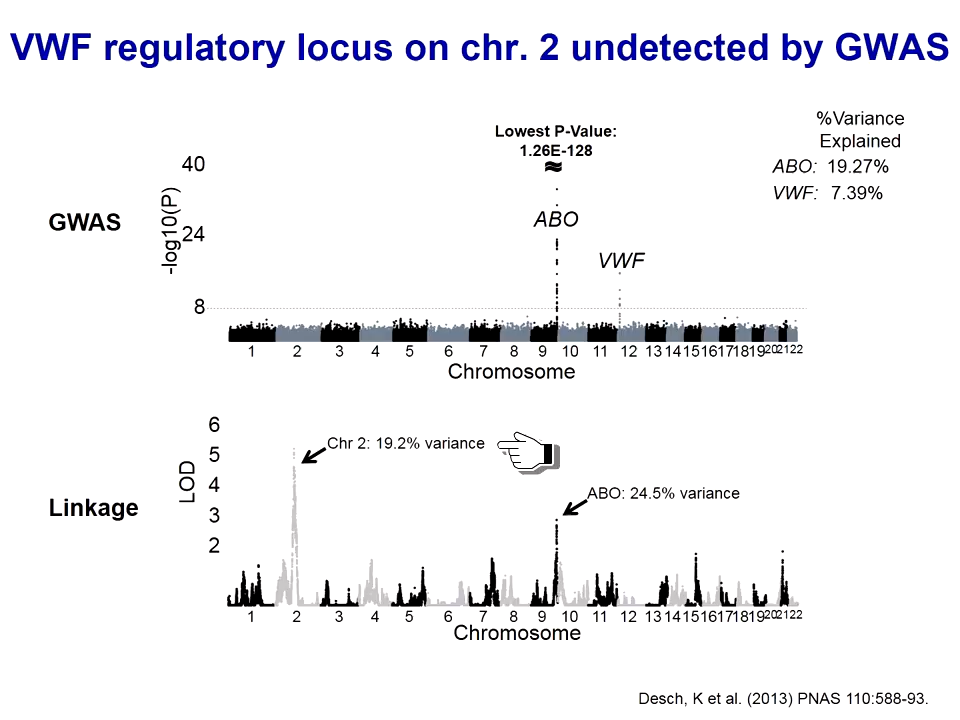 VWF regulatory locus on chr. 2 undetected by GWAS
%Variance
Explained
ABO: 19.27%
VWF: 7.39%
Lowest P-Value:
1.26E-128
≈
40
24
8
-log10(P)
GWAS
ABO
VWF
1 2 3 4 5 6 7 8 9 10 11 12 13 14 15 16 17 18 19 20 21 22
Chromosome
6
5
4
3
2
LOD
Linkage
Chr 2: 19.2% variance
ABO: 24.5% variance
1 2 3 4 5 6 7 8 9 10 11 12 13 14 15 16 17 18 19 20 21 22
Chromosome
Desch, K et al. (2013) PNAS 110:588-93.